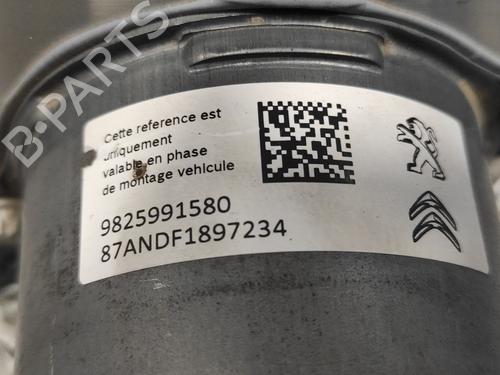 B-PARTS
Cette reference est
uniquement
valable en phase
de montage vehicule
9825991580
87ANDF1897234